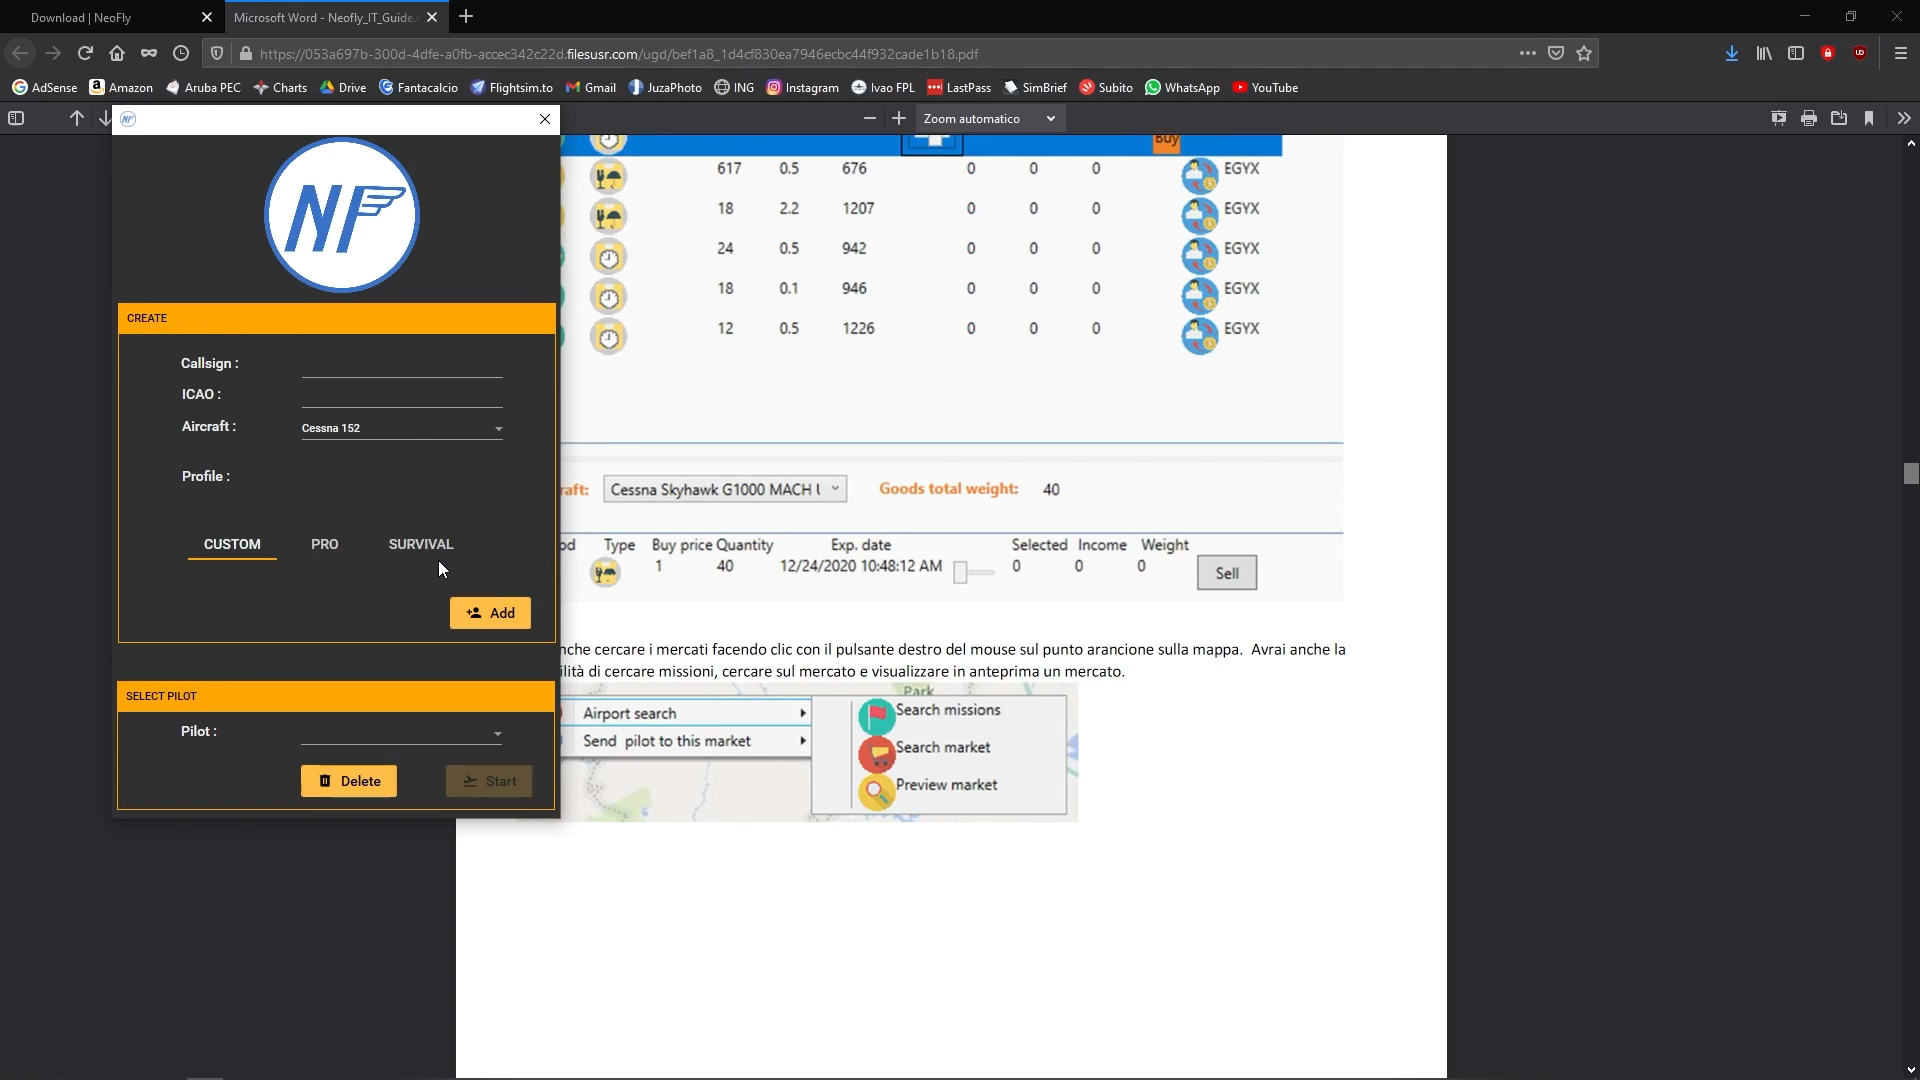 Download | NeoFly
Microsoft Word - Neofly_IT_Guide.
https://053a697b-300d-4dfe-a0fb-accec342c22d.filesusr.com/ugd/bef1a8_1d4cf830ea7946ecbc44f932cade1b18.pdf
AdSense Amazon Aruba PEC Charts Drive Fantacalcio Flightsim.to Gmail JuzaPhoto ING Instagram Ivao FPL LastPass SimBrief Subito WhatsApp YouTube
Zoom automatico
NF
CREATE
Callsign :
ICAO :
Aircraft : Cessna 152
Profile :
CUSTOM PRO SURVIVAL
Add
SELECT PILOT
Pilot :
Delete Start
Buy
617 0.5 676 0 0 0 EGYX
18 2.2 1207 0 0 0 EGYX
24 0.5 942 0 0 0 EGYX
18 0.1 946 0 0 0 EGYX
12 0.5 1226 0 0 0 EGYX
raft: Cessna Skyhawk G1000 MACH Goods total weight: 40
od Type Buy price Quantity Exp. date Selected Income Weight
1 40 12/24/2020 10:48:12 AM 0 0 0 Sell
nche cercare i mercati facendo clic con il pulsante destro del mouse sul punto arancione sulla mappa. Avrai anche la
ilità di cercare missioni, cercare sul mercato e visualizzare in anteprima un mercato.
Park
Airport search
Send pilot to this market
Search missions
Search market
Preview market